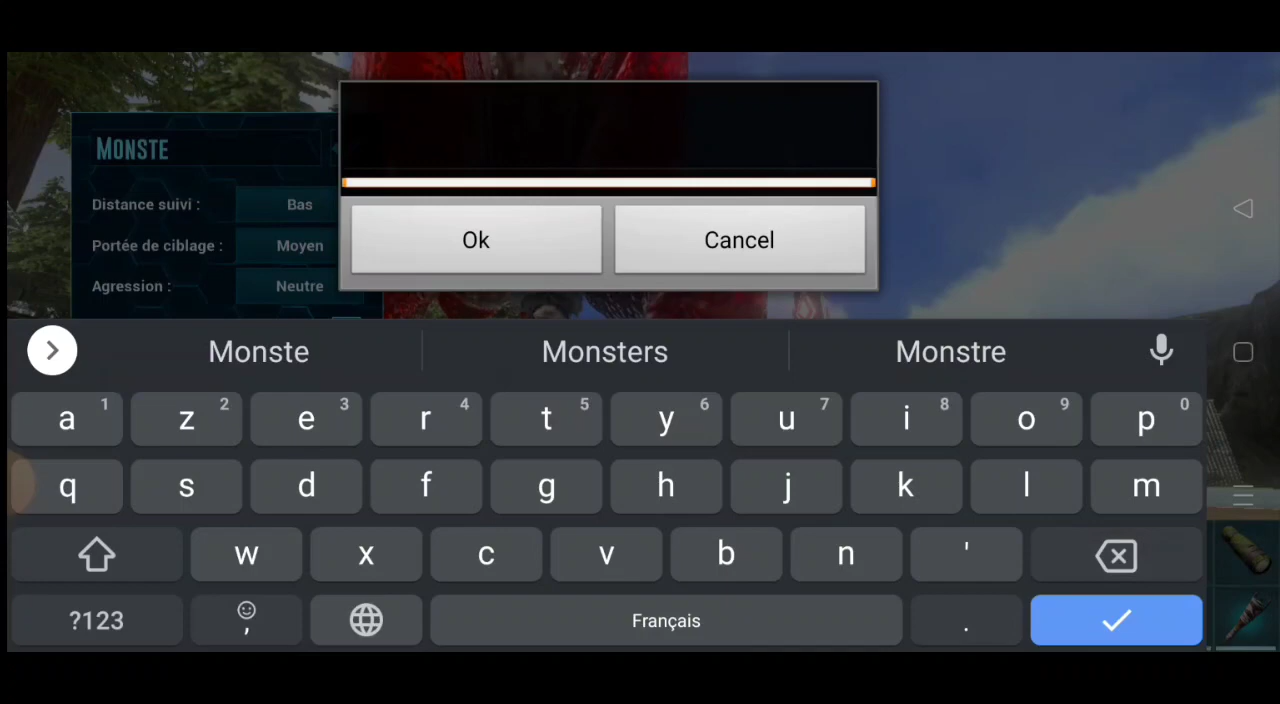 MONSTE
Distance suivi : Bas
Portée de ciblage : Moyen
Agression : Neutre
Ok Cancel
Monste Monsters Monstre
a 1 z 2 e 3 r 4 t 5 y 6 u 7 i 8 o 9 p 0
q s d f g h j k l m
w x c v b n '
?123 , Français .